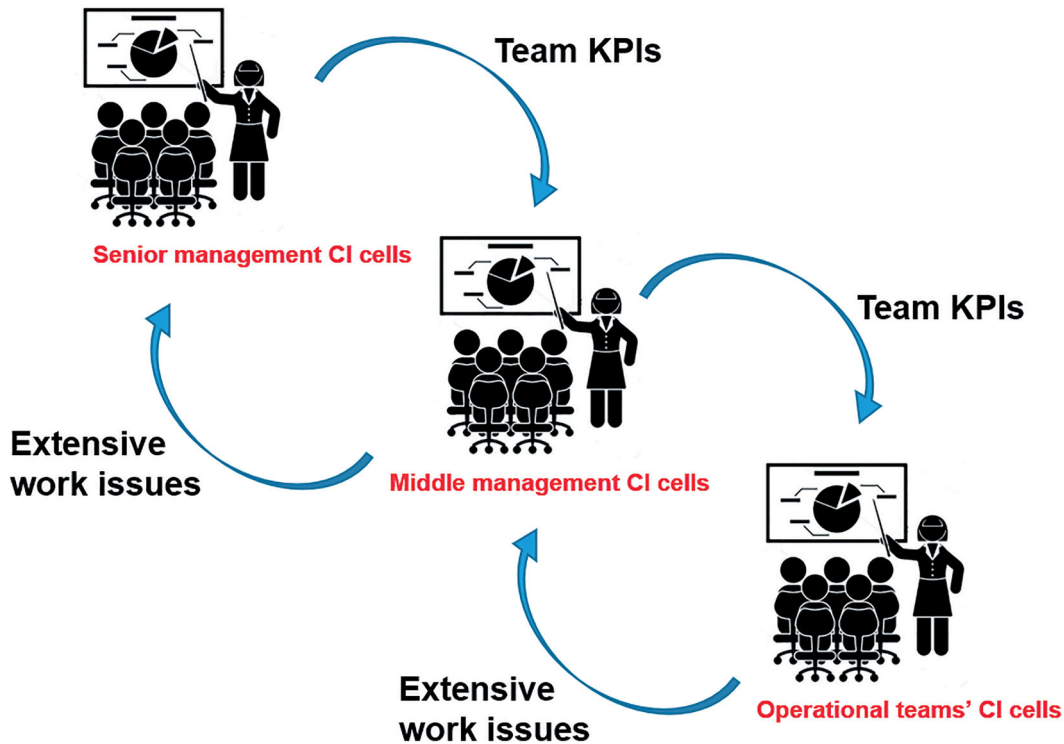 Team KPIs
Senior management CI cells
Team KPIs
Extensive
work issues
Middle management CI cells
Extensive
work issues
Operational teams’ CI cells